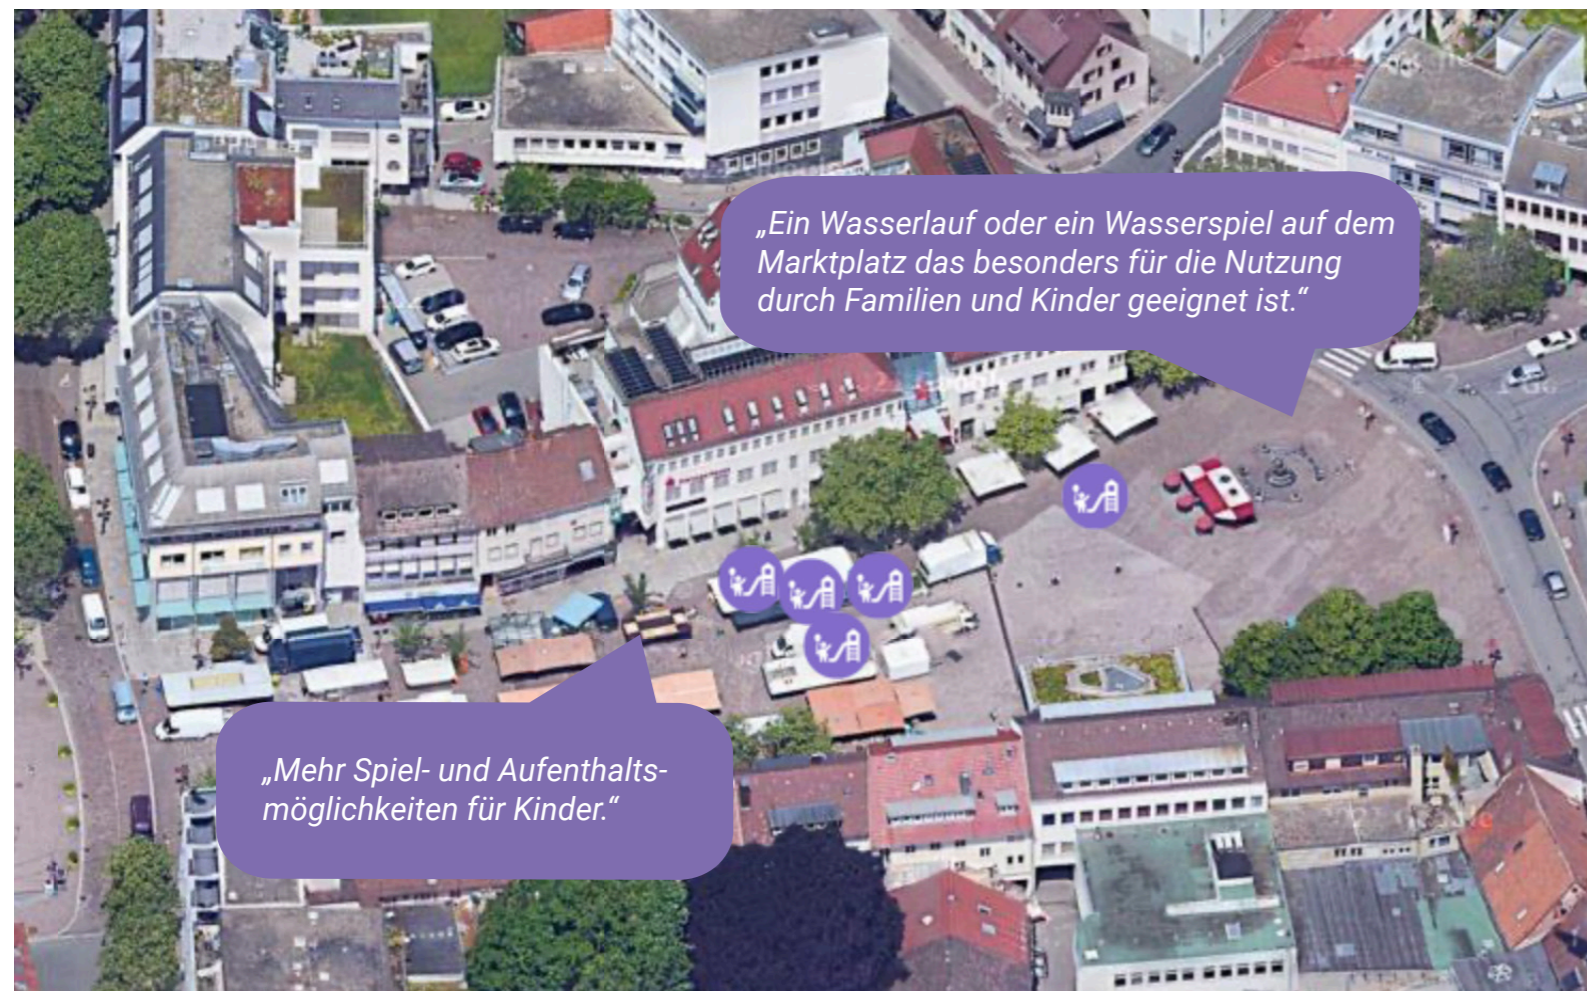 „Ein Wasserlauf oder ein Wasserspiel auf dem
Marktplatz das besonders für die Nutzung
durch Familien und Kinder geeignet ist.“
„Mehr Spiel- und Aufenthalts-
möglichkeiten für Kinder.“